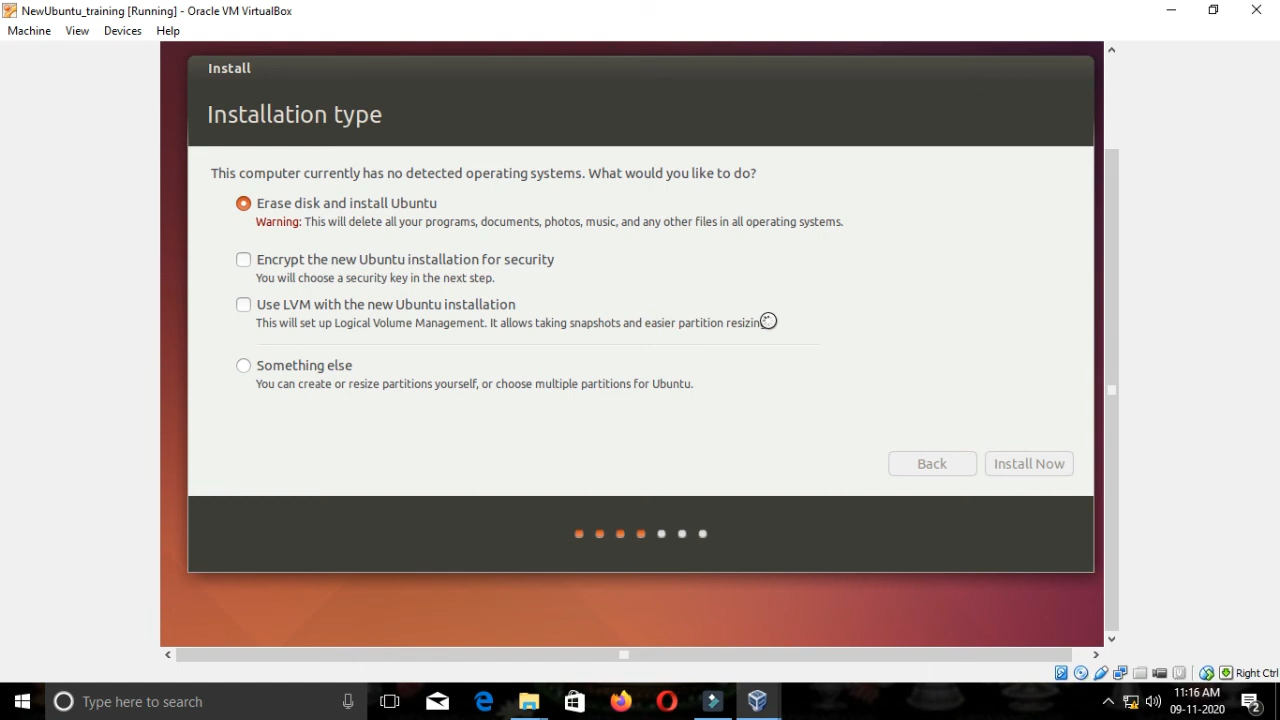 NewUbuntu_training [Running] - Oracle VM VirtualBox
Machine View Devices Help
Install
Installation type
This computer currently has no detected operating systems. What would you like to do?
Erase disk and install Ubuntu
Warning: This will delete all your programs, documents, photos, music, and any other files in all operating systems.
Encrypt the new Ubuntu installation for security
You will choose a security key in the next step.
Use LVM with the new Ubuntu installation
This will set up Logical Volume Management. It allows taking snapshots and easier partition resizing
Something else
You can create or resize partitions yourself, or choose multiple partitions for Ubuntu.
Back Install Now
Right Ctrl
Type here to search
11:16 AM
09-11-2020
2